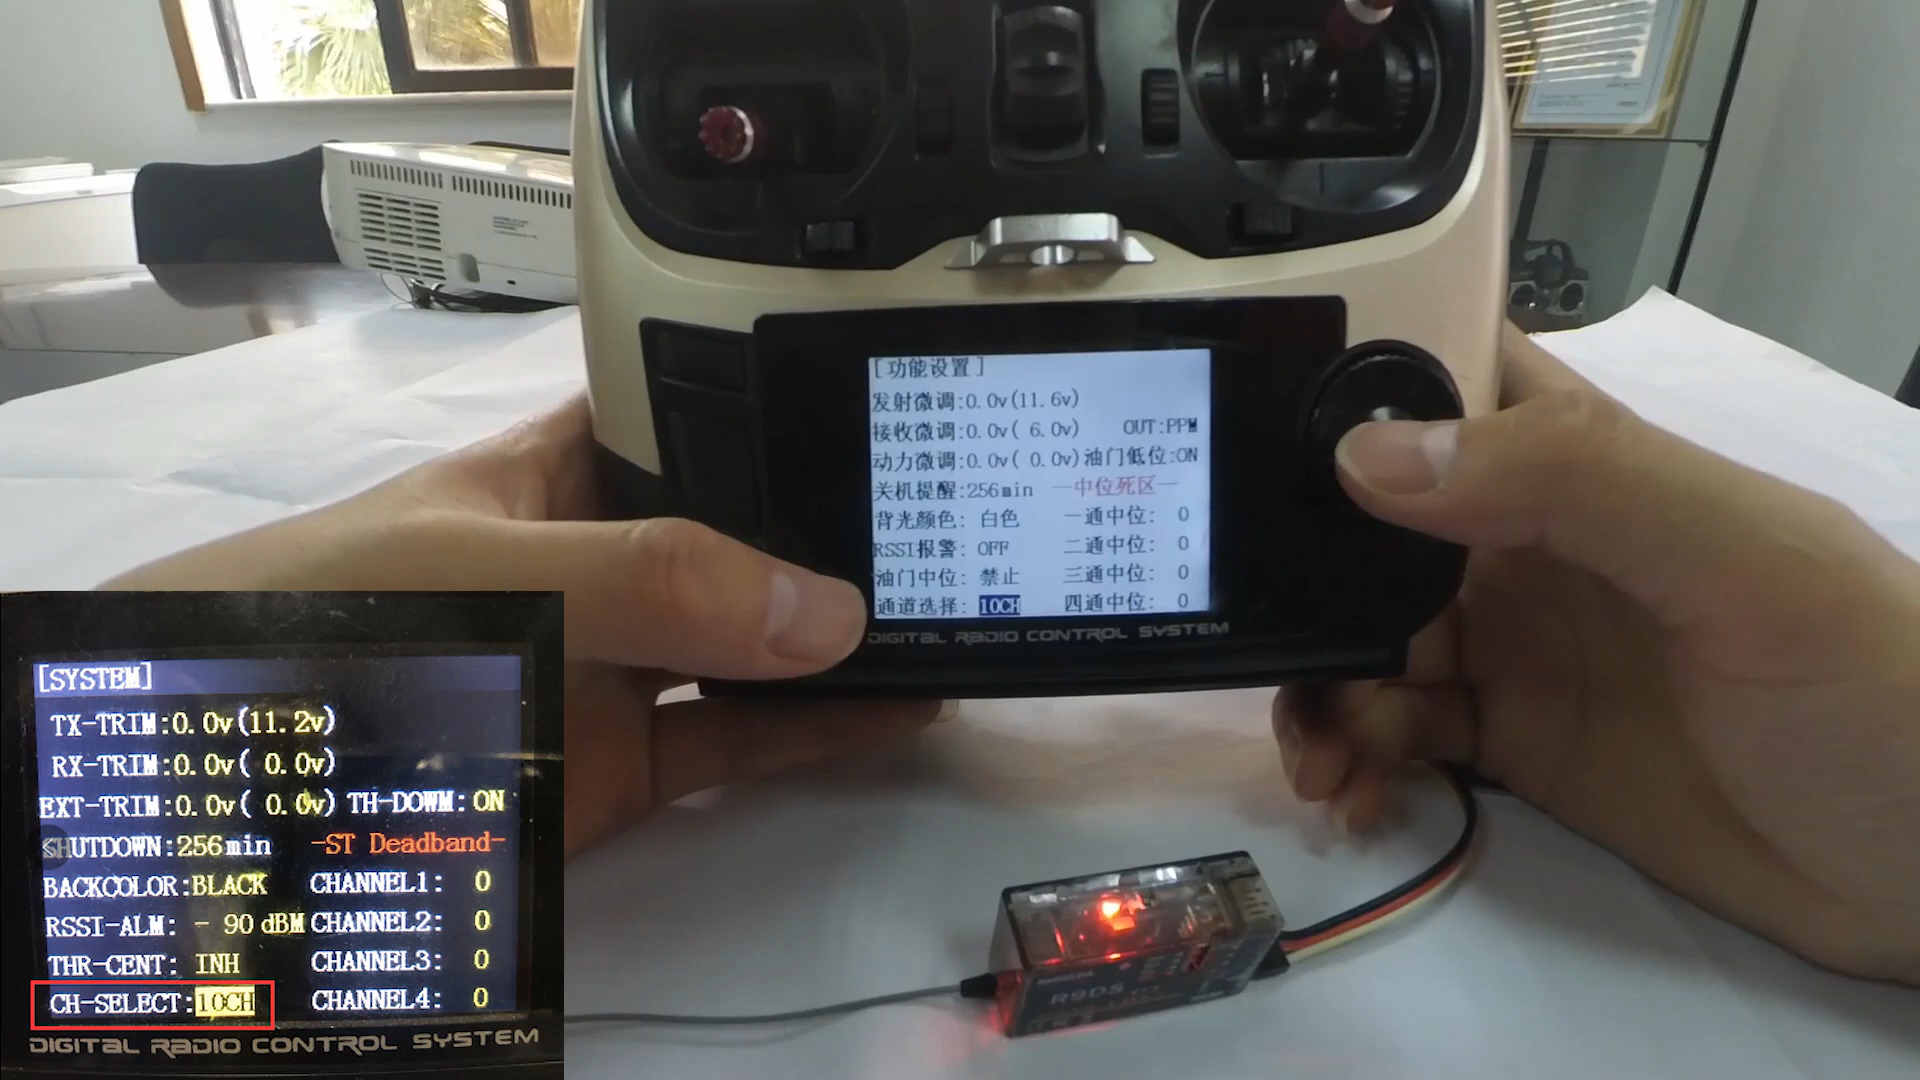 [功能设置]
发射微调:0.0v(11.6v)
接收微调:0.0v( 6.0v) OUT:PPM
动力微调:0.0v( 0.0v)油门低位:ON
关机提醒:256min —中位死区—
背光颜色: 白色 一通中位: 0
RSSI报警: OFF 二通中位: 0
油门中位: 禁止 三通中位: 0
通道选择: 10CH 四通中位: 0
DIGITAL RADIO CONTROL SYSTEM
[SYSTEM]
TX-TRIM:0.0v(11.2v)
RX-TRIM:0.0v( 0.0v)
EXT-TRIM:0.0v( 0.0v) TH-DOWM:ON
SHUTDOWN:256min -ST Deadband-
BACKCOLOR:BLACK CHANNEL1: 0
RSSI-ALM: - 90 dBM CHANNEL2: 0
THR-CENT: INH CHANNEL3: 0
CH-SELECT:10CH CHANNEL4: 0
DIGITAL RADIO CONTROL SYSTEM
R9DS